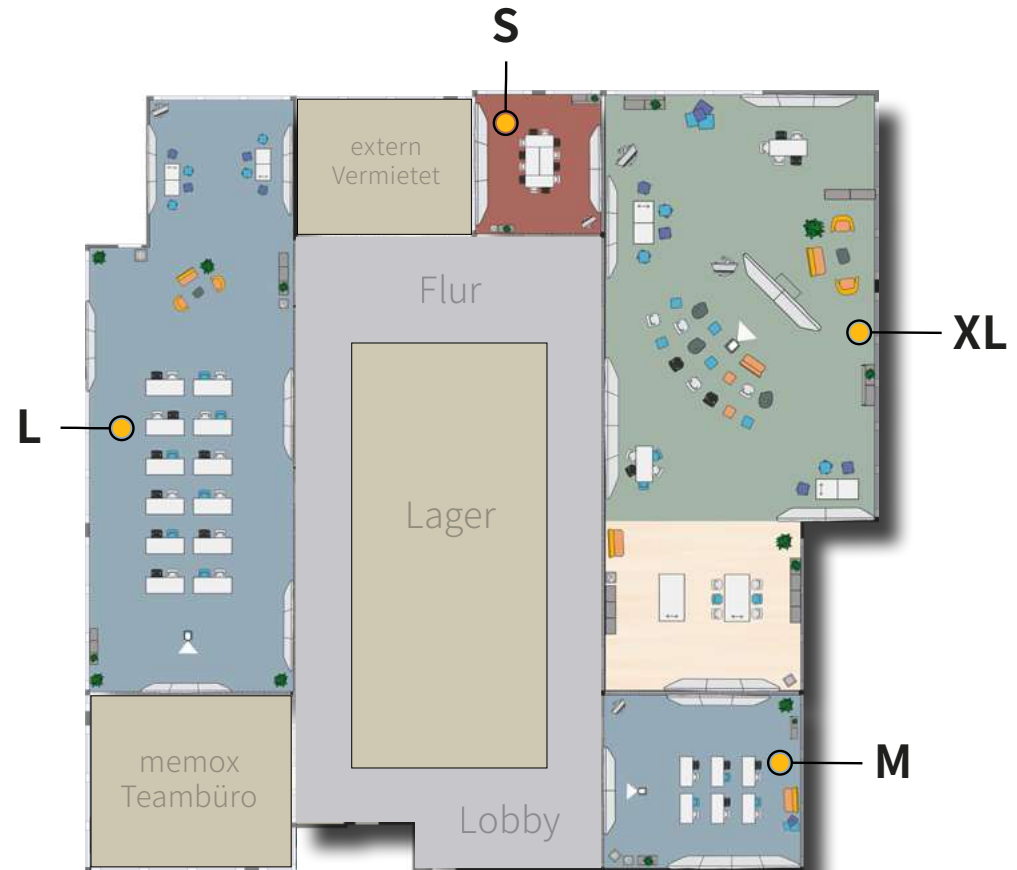 S
extern
Vermietet
Flur
XL
L
Lager
memox
Teambüro
M
Lobby